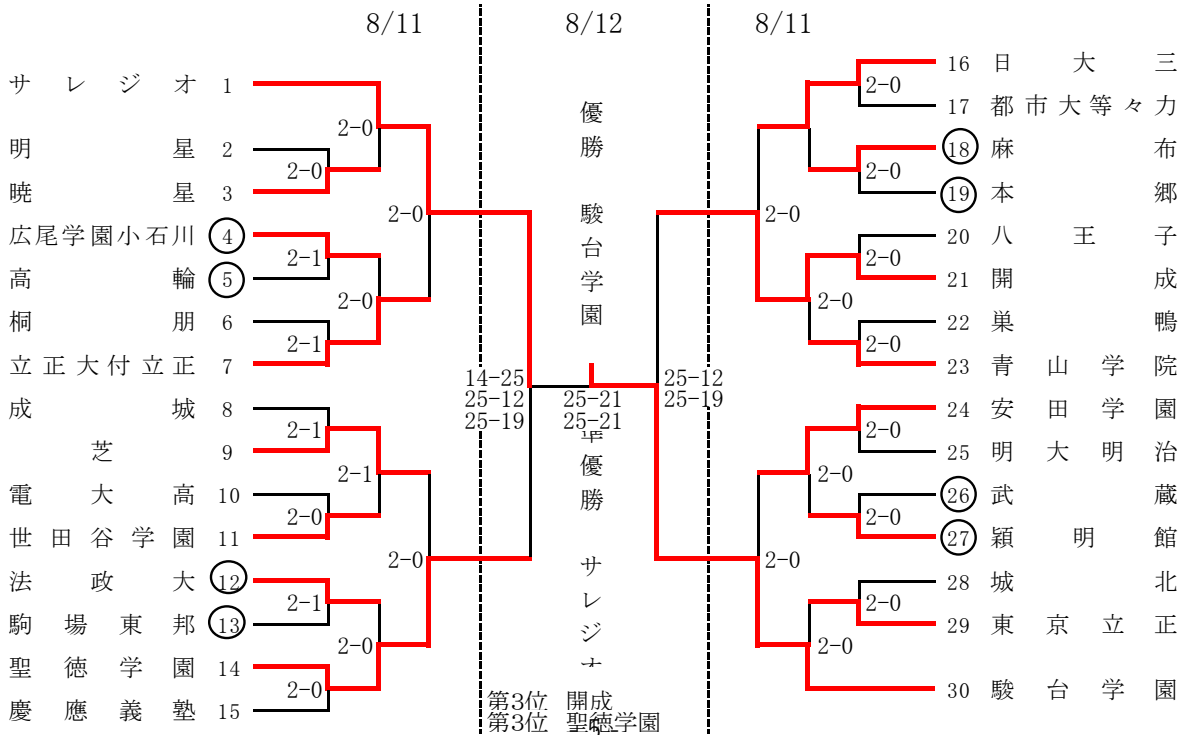 8/11
8/12
8/11
サレジオ 1
明星 2
暁星 3
広尾学園小石川 4
高輪 5
桐朋 6
立正大付立正 7
成城 8
芝 9
電大高 10
世田谷学園 11
法政大 12
駒場東邦 13
聖徳学園 14
慶應義塾 15
2-0
2-0
2-0
2-1
2-0
2-1
2-1
2-1
2-0
2-0
2-1
2-0
2-0
優勝 駿台学園
14-25
25-12
25-19
25-21
25-21
25-12
25-19
準優勝 サレジオ
第3位 開成
第3位 聖徳学園
2-0
2-0
2-0
2-0
2-0
2-0
2-0
2-0
2-0
2-0
2-0
2-0
2-0
16 日大三
17 都市大等々力
18 麻布
19 本郷
20 八王子
21 開成
22 巣鴨
23 青山学院
24 安田学園
25 明大明治
26 武蔵
27 穎明館
28 城北
29 東京立正
30 駿台学園